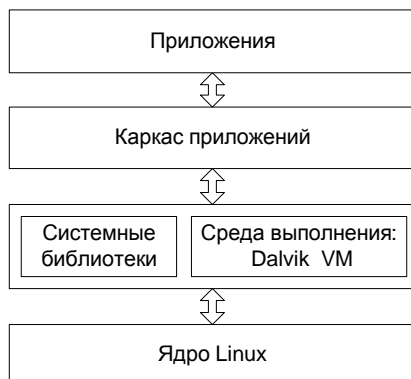 Приложения
Каркас приложений
Системные
библиотеки
Среда выполнения:
Dalvik VM
Ядро Linux